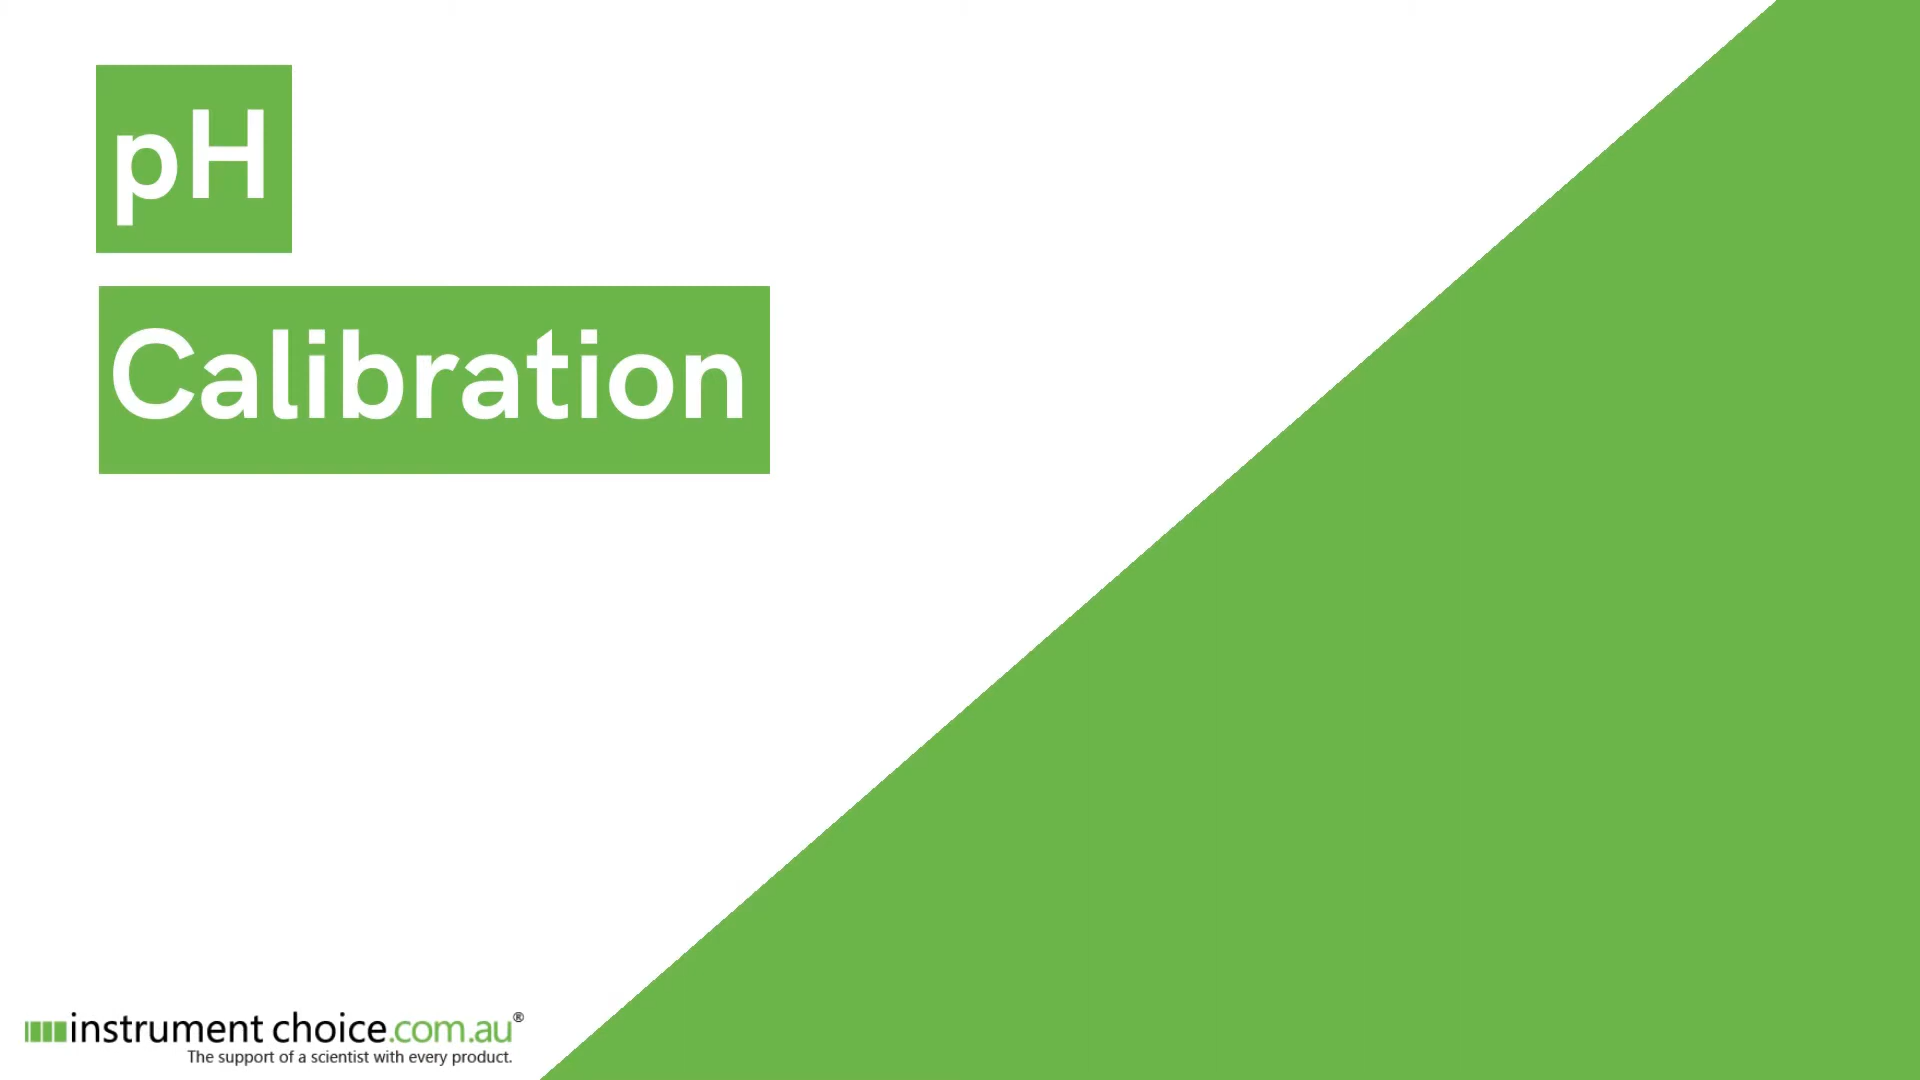 pH
Calibration
instrument choice.com.au®
The support of a scientist with every product.